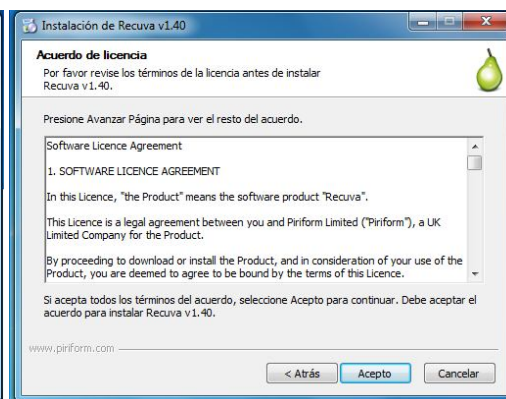 Instalación de Recuva v1.40
Acuerdo de licencia
Por favor revise los términos de la licencia antes de instalar
Recuva v1.40.
Presione Avanzar Página para ver el resto del acuerdo.
Software Licence Agreement
1. SOFTWARE LICENCE AGREEMENT
In this Licence, "the Product" means the software product "Recuva".
This Licence is a legal agreement between you and Piriform Limited ("Piriform"), a UK
Limited Company for the Product.
By proceeding to download or install the Product, and in consideration of your use of the
Product, you are deemed to agree to be bound by the terms of this Licence.
Si acepta todos los términos del acuerdo, seleccione Acepto para continuar. Debe aceptar el
acuerdo para instalar Recuva v1.40.
www.piriform.com
< Atrás Acepto Cancelar